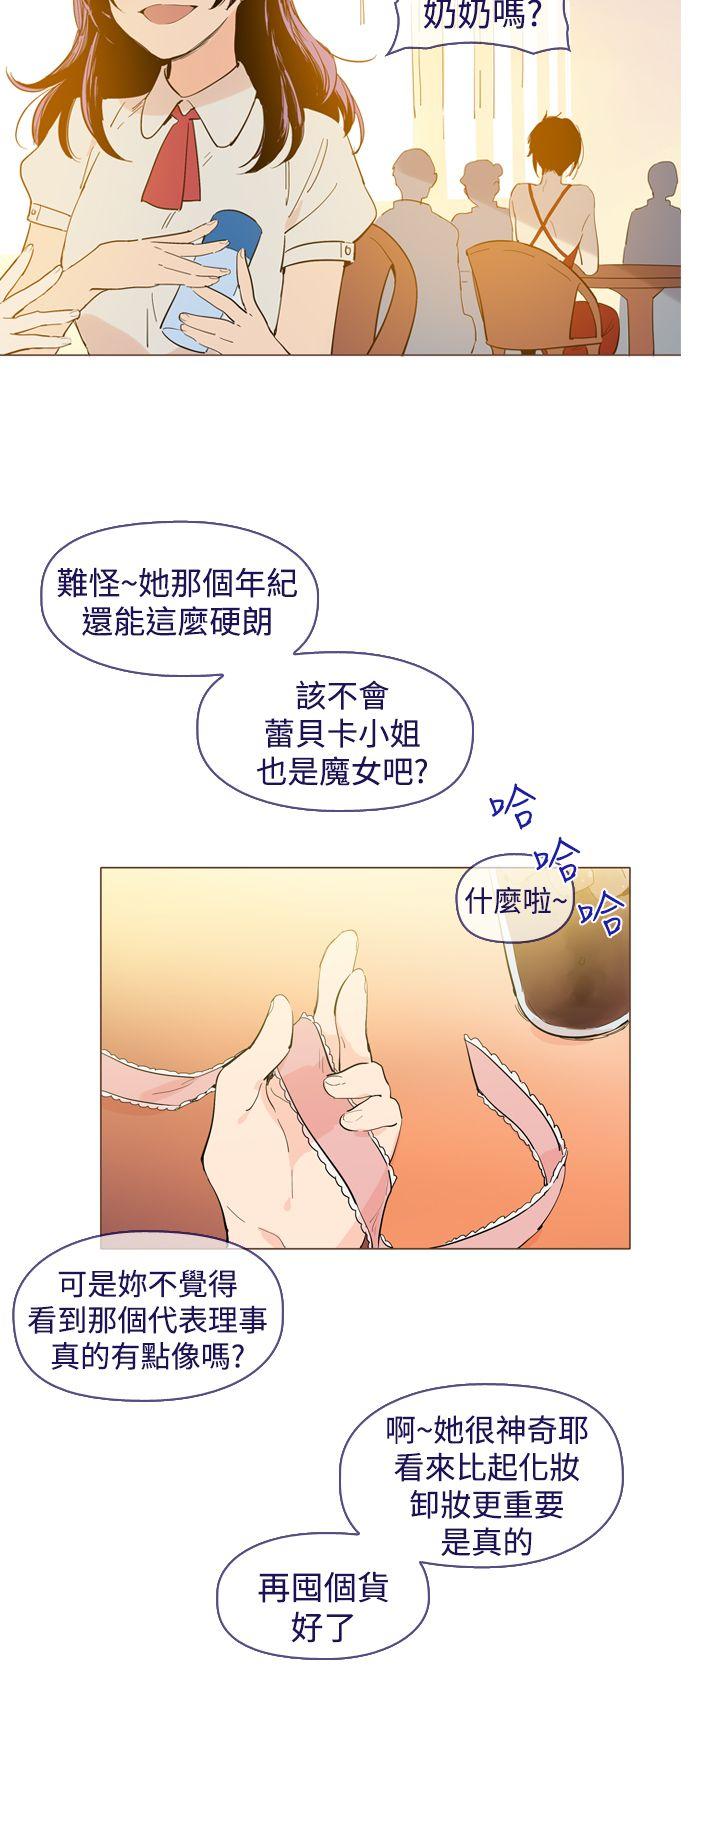 奶奶嗎?
難怪~她那個年紀
還能這麼硬朗
該不會
蕾貝卡小姐
也是魔女吧?
哈
哈
哈
什麼啦~
可是妳不覺得
看到那個代表理事
真的有點像嗎?
啊~她很神奇耶
看來比起化妝
卸妝更重要
是真的
再囤個貨
好了